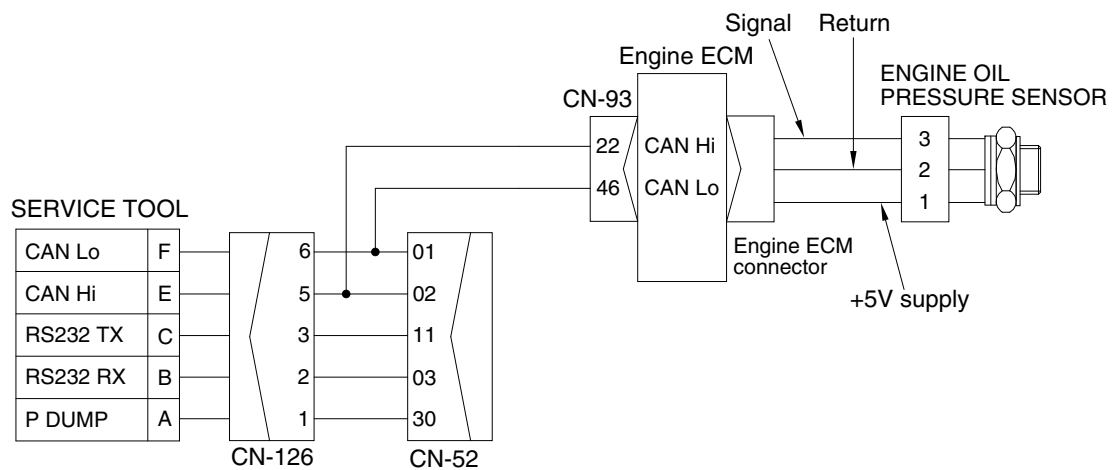 Signal
Return
Engine ECM
ENGINE OIL
PRESSURE SENSOR
CN-93
22
CAN Hi
3
2
46
CAN Lo
1
SERVICE TOOL
Engine ECM
connector
+5V supply
CAN Lo F 6 01
CAN Hi E 5 02
RS232 TX C 3 11
RS232 RX B 2 03
P DUMP A 1 30
CN-126
CN-52